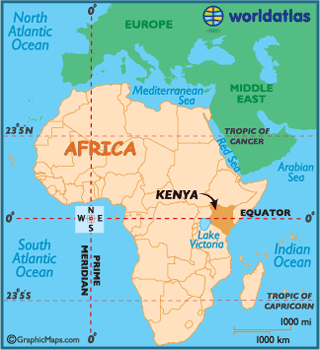 North
Atlantic
Ocean
0°
EUROPE
worldatlas
Mediterranean
Sea
MIDDLE
EAST
23°5'N
TROPIC OF
CANCER
AFRICA
Red Sea
Arabian
Sea
KENYA
0°
N
W E
S
EQUATOR
0°
Lake
Victoria
South
Atlantic
Ocean
PRIME
MERIDIAN
Indian
Ocean
23°5'S
TROPIC OF
CAPRICORN
0°
1000 mi
1000 km
©GraphicMaps.com